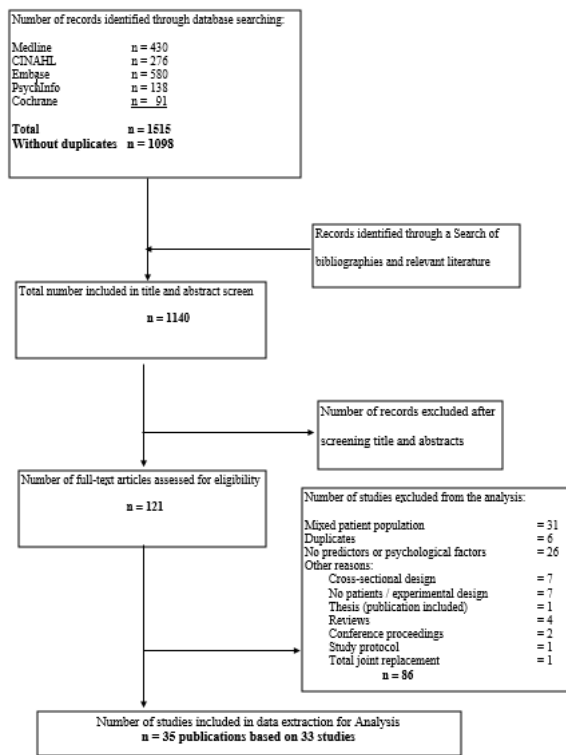 Number of records identified through database searching:
Medline n = 430
CINAHL n = 276
Embase n = 580
PsychInfo n = 138
Cochrane n = 91
Total n = 1515
Without duplicates n = 1098
Records identified through a Search of
bibliographies and relevant literature
Total number included in title and abstract screen
n = 1140
Number of records excluded after
screening title and abstracts
Number of full-text articles assessed for eligibility
n = 121
Number of studies excluded from the analysis:
Mixed patient population = 31
Duplicates = 6
No predictors or psychological factors = 26
Other reasons:
Cross-sectional design = 7
No patients / experimental design = 7
Thesis (publication included) = 1
Reviews = 4
Conference proceedings = 2
Study protocol = 1
Total joint replacement = 1
n = 86
Number of studies included in data extraction for Analysis
n = 35 publications based on 33 studies